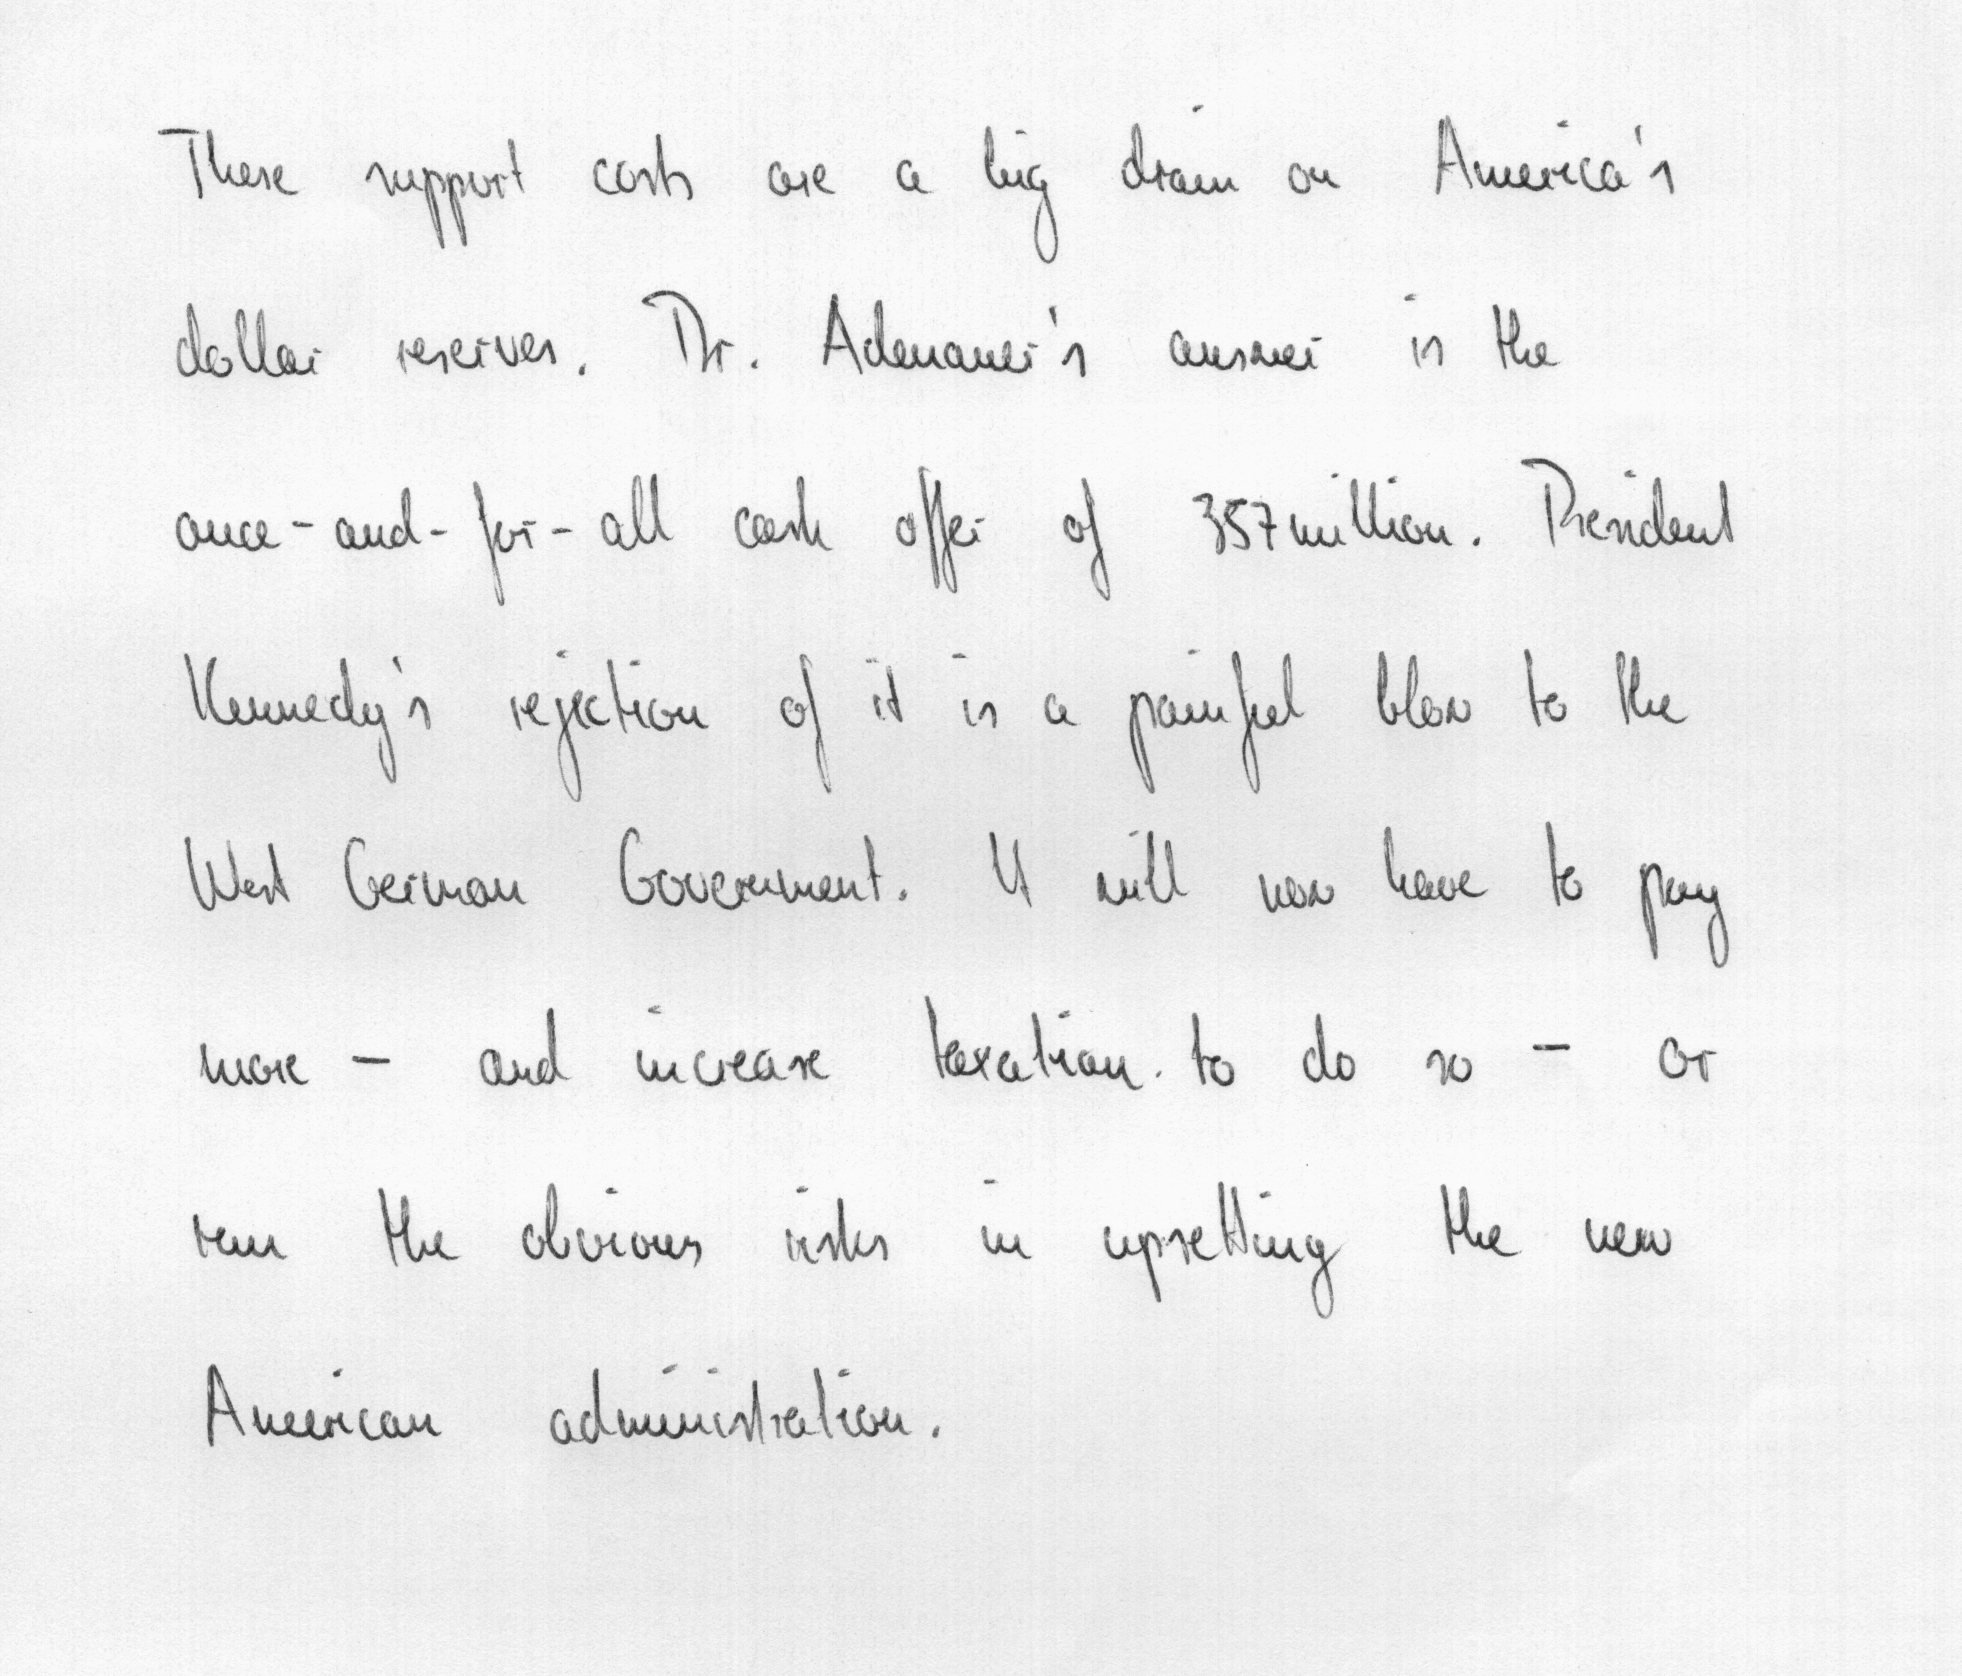 These support costs are a big drain on America's
dollar reserves. Dr. Adenauer's answer is the
once-and-for-all cash offer of 357 million. President
Kennedy's rejection of it is a painful blow to the
West German Government. It will now have to pay
more - and increase taxation to do so - or
run the obvious risks in upsetting the new
American administration.